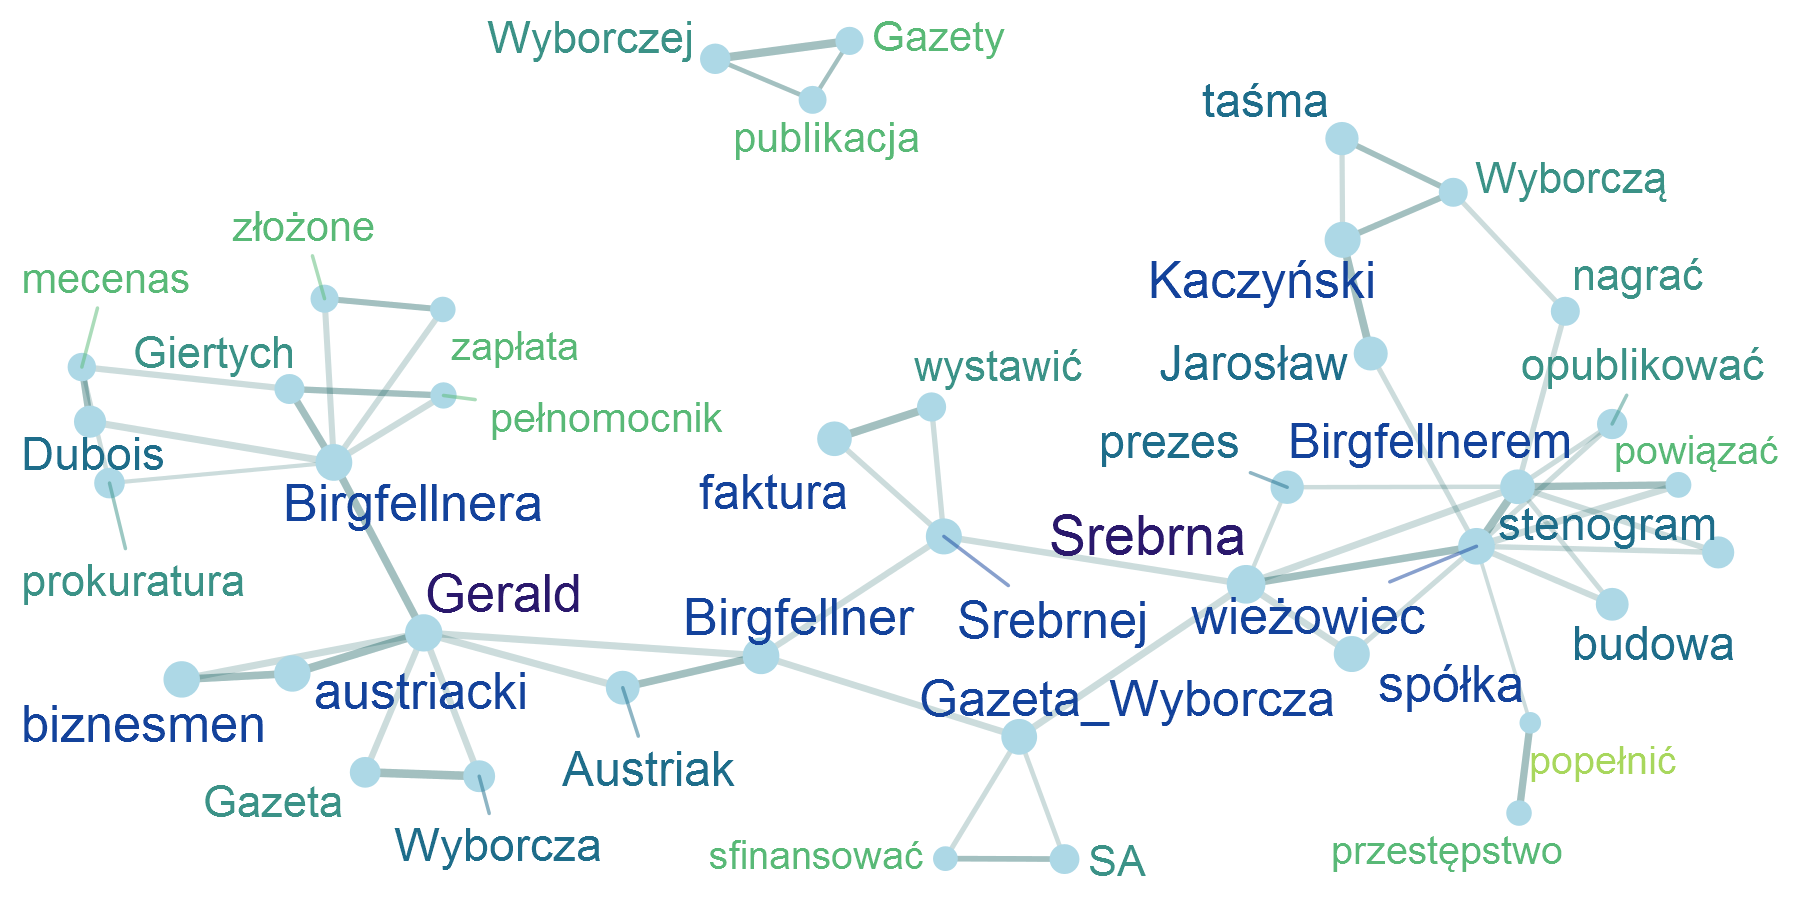 Wyborczej
Gazety
publikacja
taśma
Wyborczą
złożone
mecenas
Kaczyński
nagrać
Giertych
zapłata
Jarosław
opublikować
wystawić
pełnomocnik
Dubois
prezes
Birgfellnerem
powiązać
Birgfellnera
faktura
Srebrna
stenogram
prokuratura
Gerald
Birgfellner
Srebrnej
wieżowiec
budowa
biznesmen
austriacki
Gazeta_Wyborcza
spółka
Austriak
popełnić
Gazeta
Wyborcza
sfinansować
SA
przestępstwo